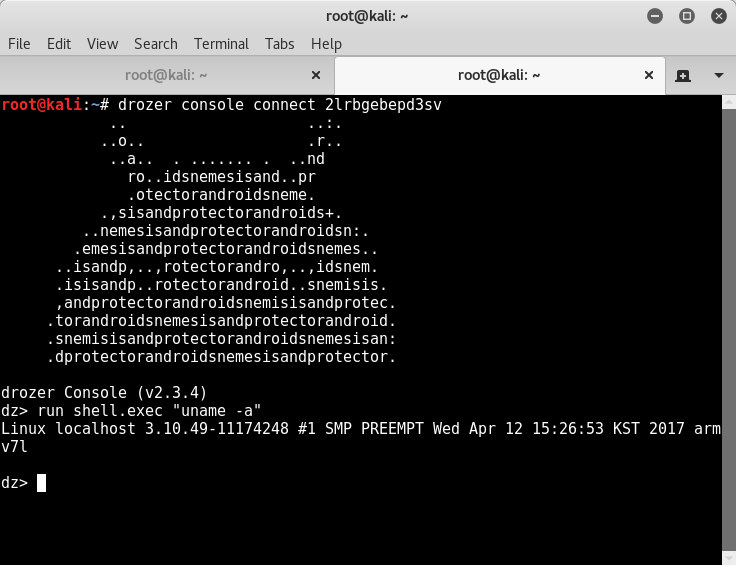 root@kali: ~
File Edit View Search Terminal Tabs Help
root@kali: ~ root@kali: ~
root@kali:~# drozer console connect 2lrbgebepd3sv
            ..                    ..:.
           ..o..                  .r..
            ..a..  . ....... .  ..nd
              ro..idsnemesisand..pr
              .otectorandroidsneme.
           .,sisandprotectorandroids+.
         ..nemesisandprotectorandroidsn:.
        .emesisandprotectorandroidsnemes..
      ..isandp,..,rotectorandro,..,idsnem.
      .isisandp..rotectorandroid..snemisis.
      ,andprotectorandroidsnemisisandprotec.
     .torandroidsnemesisandprotectorandroid.
     .snemisisandprotectorandroidsnemesisan:
     .dprotectorandroidsnemesisandprotector.
drozer Console (v2.3.4)
dz> run shell.exec "uname -a"
Linux localhost 3.10.49-11174248 #1 SMP PREEMPT Wed Apr 12 15:26:53 KST 2017 arm
v7l
dz>